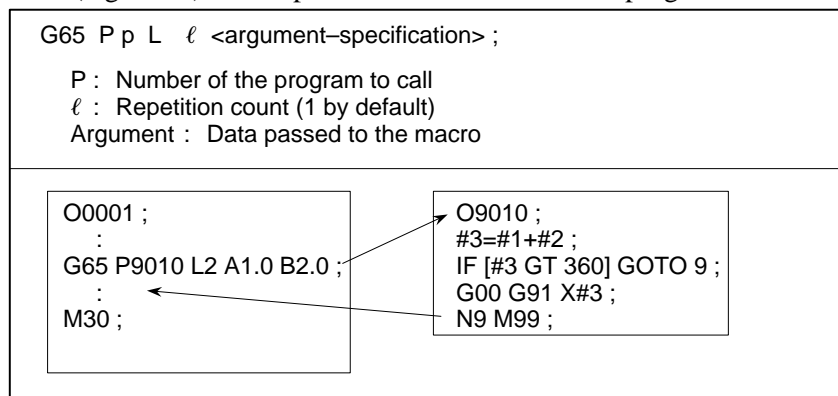 G65 P p L ℓ <argument–specification> ;
P : Number of the program to call
ℓ : Repetition count (1 by default)
Argument : Data passed to the macro
O0001 ;
:
G65 P9010 L2 A1.0 B2.0 ;
:
M30 ;
O9010 ;
#3=#1+#2 ;
IF [#3 GT 360] GOTO 9 ;
G00 G91 X#3 ;
N9 M99 ;